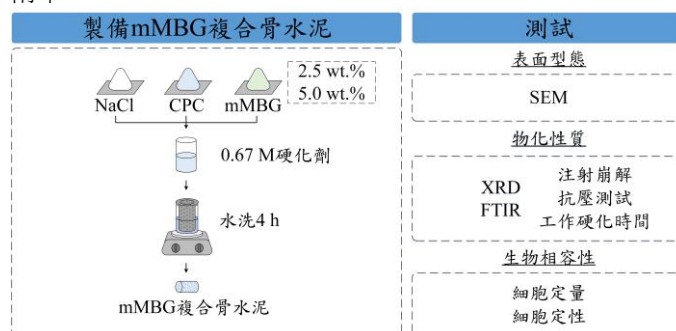 製備mMBG複合骨水泥
NaCl
CPC
mMBG
2.5 wt.%
5.0 wt.%
0.67 M硬化劑
水洗4 h
mMBG複合骨水泥
測試
表面型態
SEM
物化性質
XRD
FTIR
注射崩解
抗壓測試
工作硬化時間
生物相容性
細胞定量
細胞定性